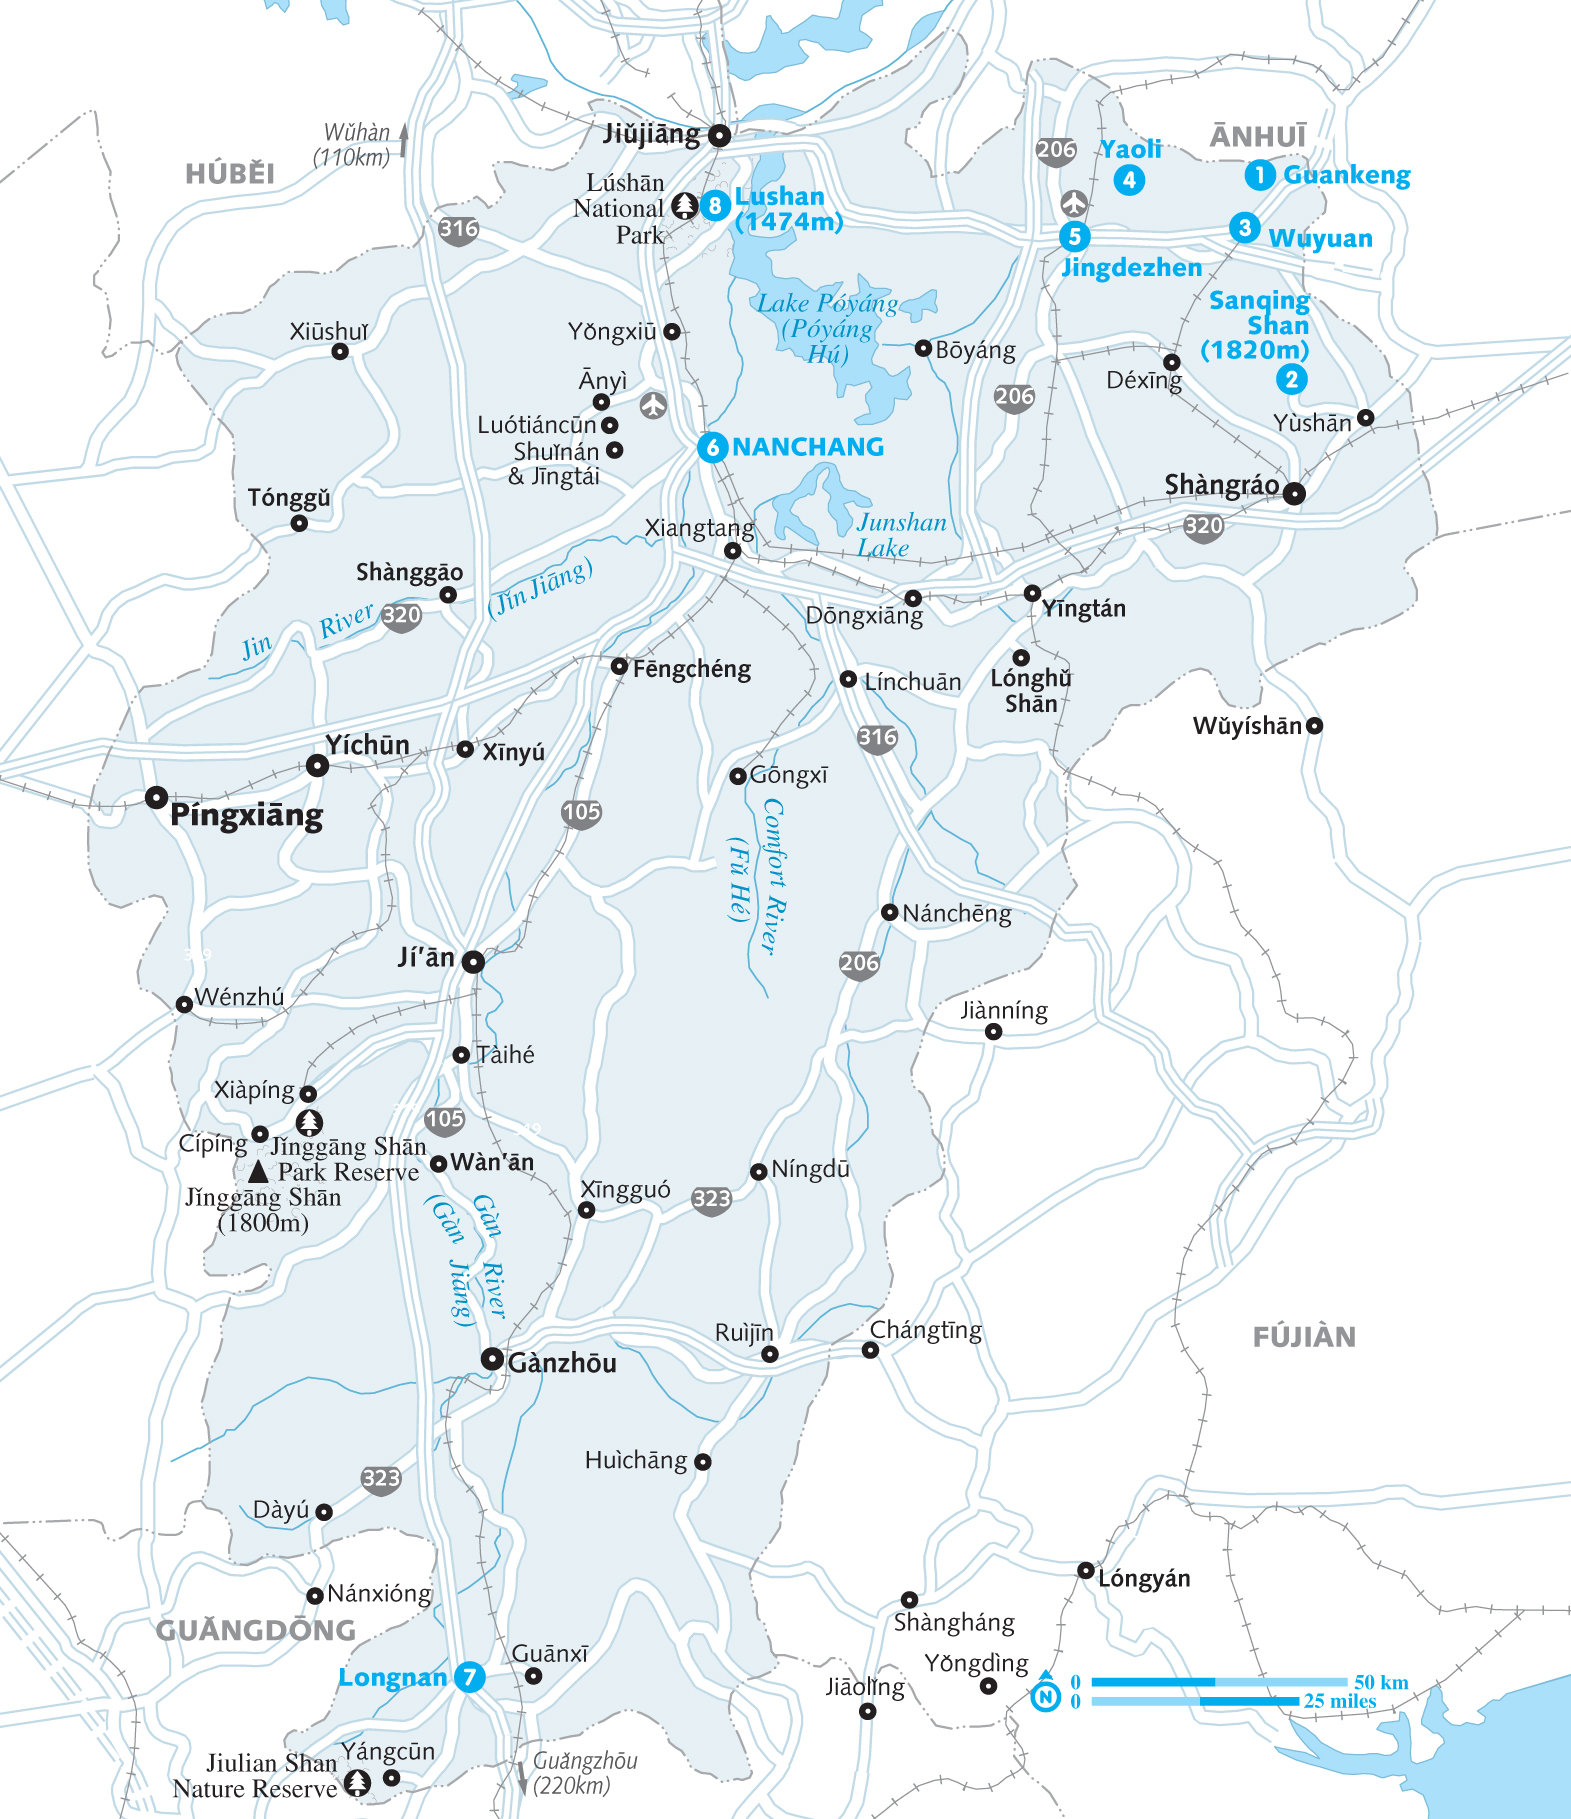 Wǔhàn
(110km)
HÚBĚI
Jiǔjiāng
206
Yaoli
4
ĀNHUĪ
1
Guankeng
Lúshān
National
Park
8
Lushan
(1474m)
316
5
Jingdezhen
3
Wuyuan
Sanqing
Shan
(1820m)
2
Lake Póyáng
(Póyáng
Hú)
Xiūshuǐ
Yǒngxiū
Bōyáng
Déxīng
206
Yùshān
Ānyì
Luótiáncūn
Shuǐnán
& Jīngtái
6
NANCHANG
Shàngráo
Tónggǔ
Xiangtang
Junshan
Lake
320
Shànggāo
(Jǐn Jiāng)
Jin
River
320
Dōngxiāng
Yīngtán
Fēngchéng
Línchuān
Lónghǔ
Shān
Wǔyíshān
316
Yíchūn
Xīnyú
Gōngxī
Píngxiāng
105
Comfort River
(Fǔ Hé)
Nánchēng
319
Jí'ān
206
Wénzhú
Jiànníng
Tàihé
Xiàpíng
105
319
319
Cípíng
Jǐnggāng Shān
Park Reserve
Jǐnggāng Shān
(1800m)
Wàn'ān
Níngdū
Xīngguó
323
Gàn
River
(Gàn
Jiāng)
Ruìjīn
Chángtīng
FÚJIÀN
Gànzhōu
Huìchāng
323
Dàyú
Nánxióng
Lóngyán
GUǍNGDŌNG
Shàngháng
Guānxī
Longnan
7
Yǒngdìng
Jiāolǐng
N
0
50 km
0
25 miles
Jiulian Shan
Nature Reserve
Yángcūn
Guǎngzhōu
(220km)